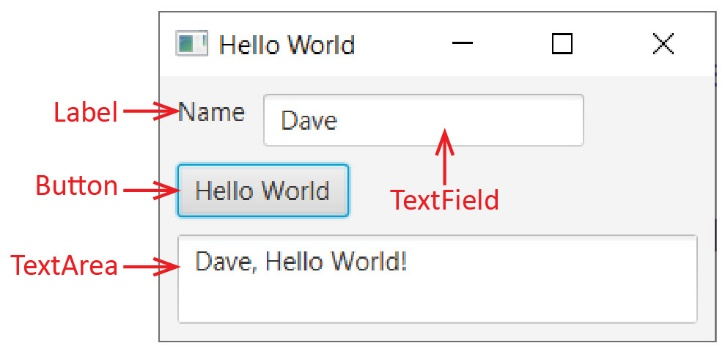 Hello World
Label Name Dave
Button Hello World TextField
TextArea Dave, Hello World!